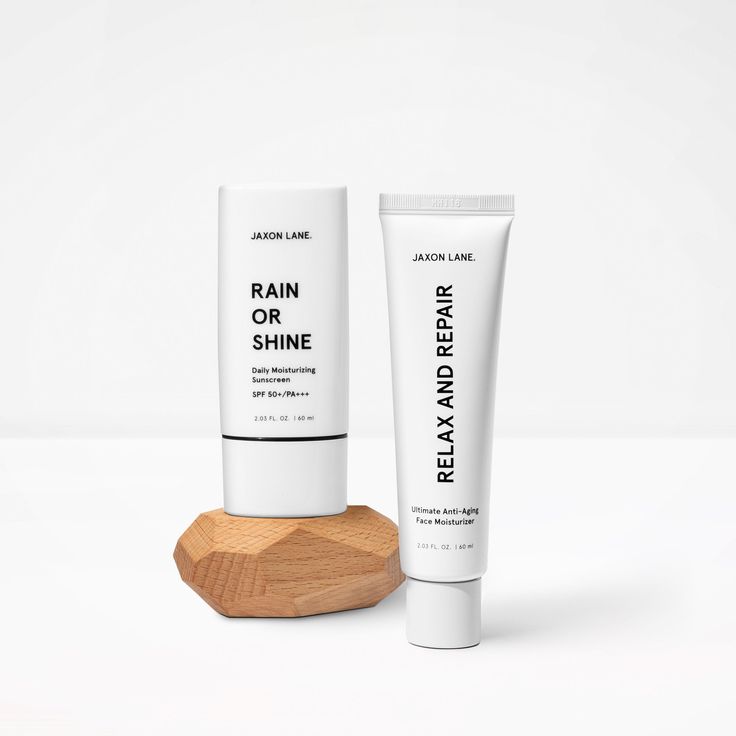 JAXON LANE.
RAIN
OR
SHINE
Daily Moisturizing
Sunscreen
SPF 50+/PA+++
2.03 FL. OZ. | 60 ml
JAXON LANE.
RELAX AND REPAIR
Ultimate Anti-Aging
Face Moisturizer
2.03 FL. OZ. | 60 ml